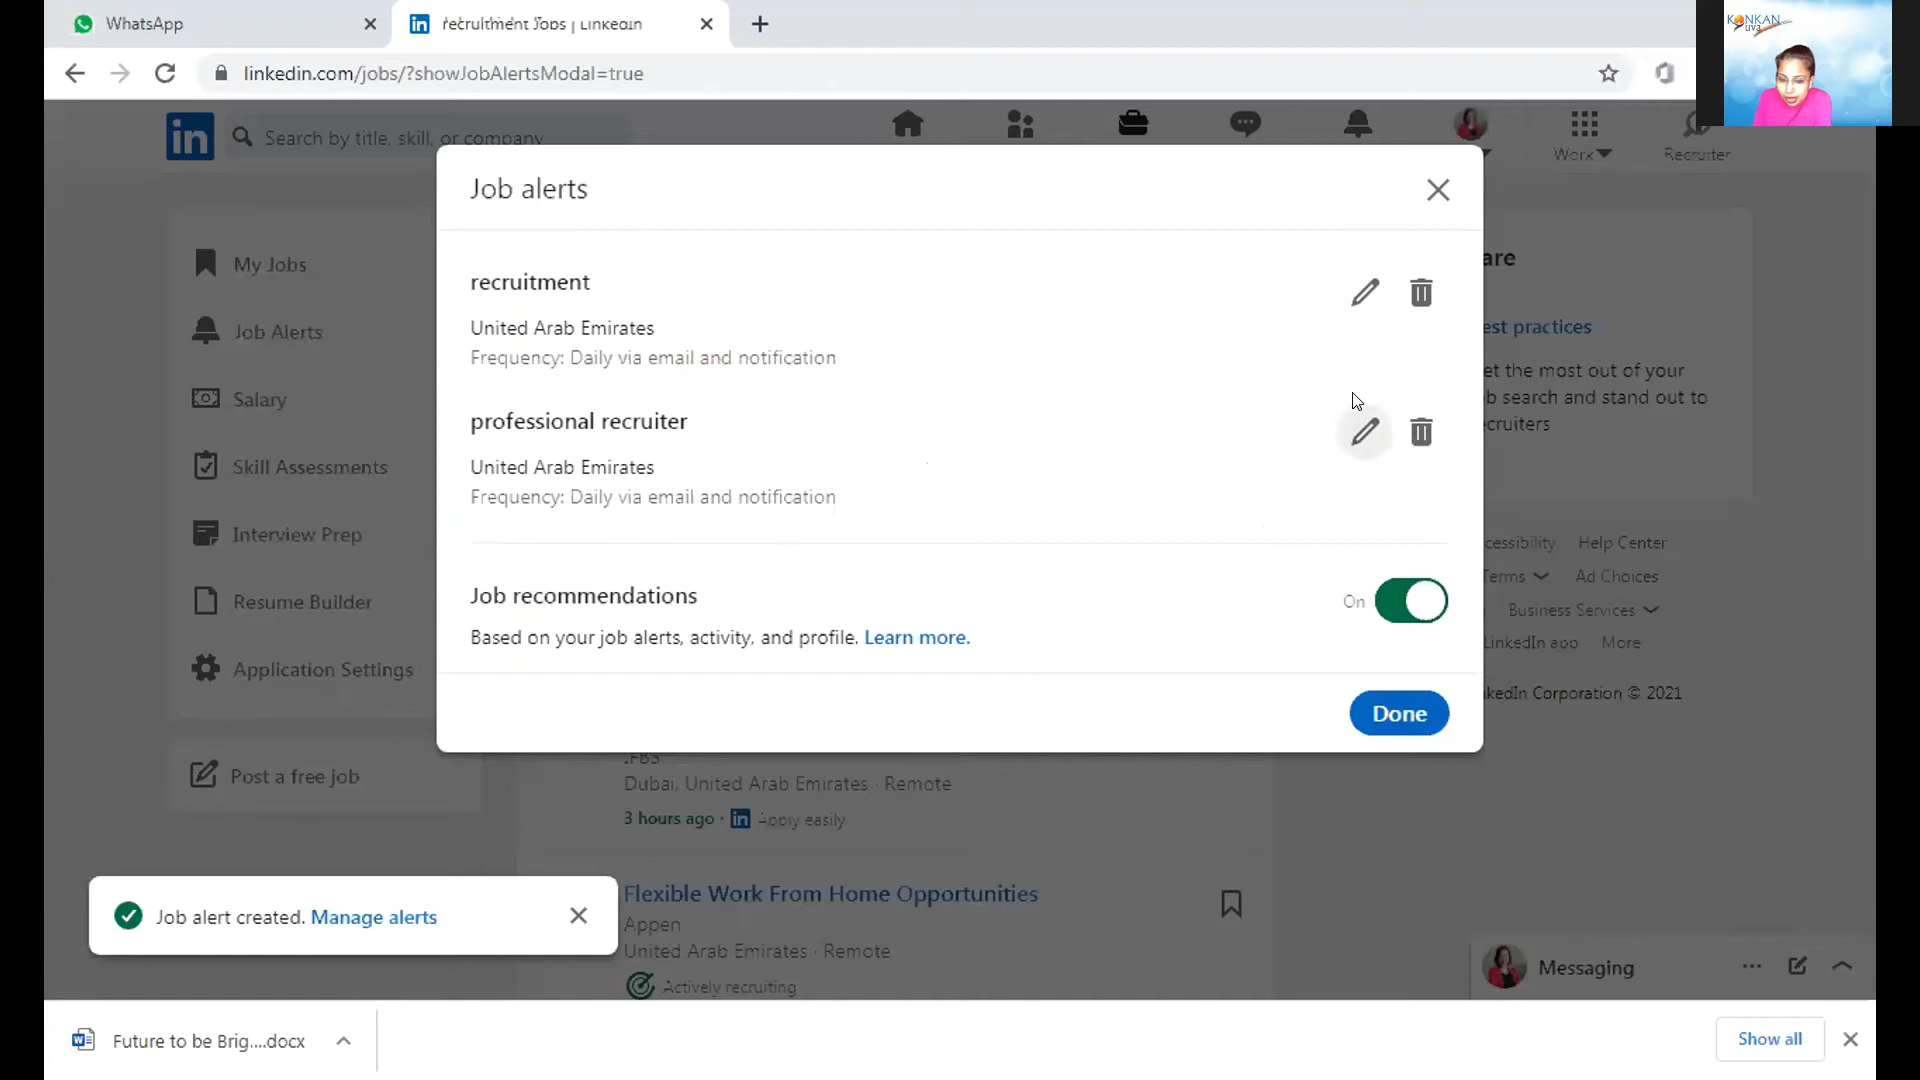 WhatsApp
recruitment Jobs | LinkedIn
linkedin.com/jobs/?showJobAlertsModal=true
KONKAN
Yuva
Search by title, skill, or company
Work
Recruiter
Job alerts
recruitment
United Arab Emirates
Frequency: Daily via email and notification
professional recruiter
United Arab Emirates
Frequency: Daily via email and notification
Job recommendations
On
Based on your job alerts, activity, and profile. Learn more.
Done
My Jobs
Job Alerts
Salary
Skill Assessments
Interview Prep
Resume Builder
Application Settings
Post a free job
are
est practices
et the most out of your
b search and stand out to
cruiters
cessibility Help Center
Terms Ad Choices
Business Services
LinkedIn app More
kedIn Corporation © 2021
.FBS
Dubai, United Arab Emirates · Remote
3 hours ago · in Apply easily
Flexible Work From Home Opportunities
Appen
United Arab Emirates · Remote
Actively recruiting
Job alert created. Manage alerts
Messaging
Future to be Brig....docx
Show all